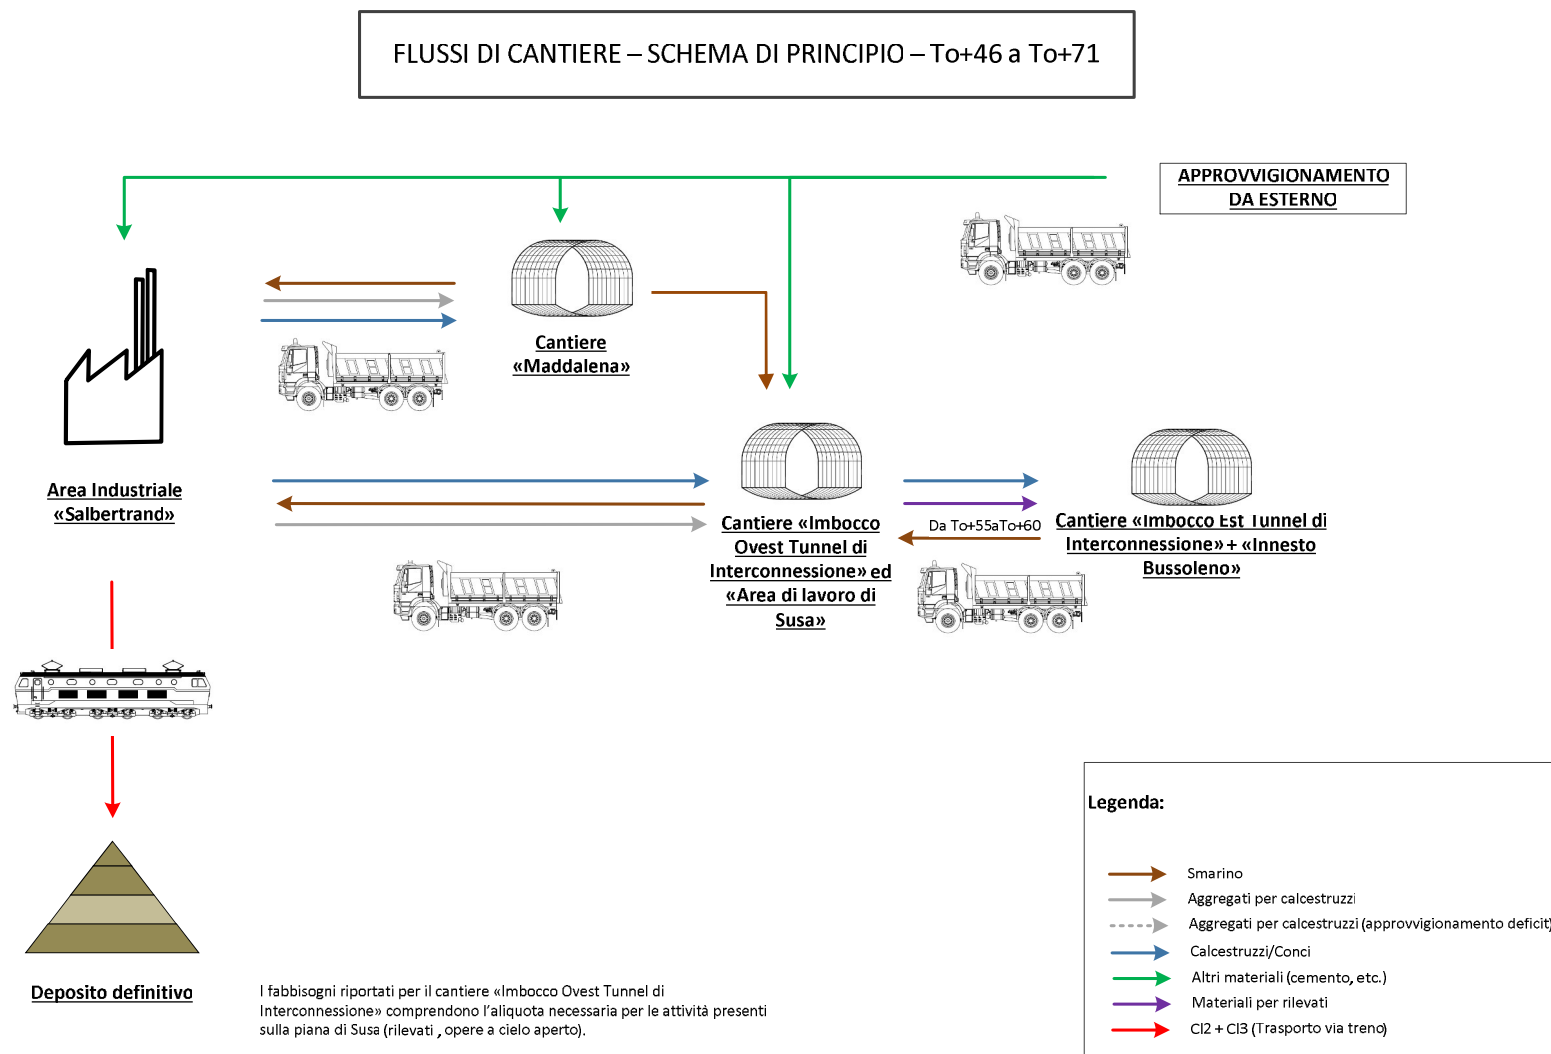 FLUSSI DI CANTIERE – SCHEMA DI PRINCIPIO – To+46 a To+71
APPROVVIGIONAMENTO
DA ESTERNO
Cantiere
«Maddalena»
Area Industriale
«Salbertrand»
Cantiere «Imbocco
Ovest Tunnel di
Interconnessione» ed
«Area di lavoro di
Susa»
Da To+55aTo+60
Cantiere «Imbocco Est Tunnel di
Interconnessione» + «Innesto
Bussoleno»
Deposito definitivo
I fabbisogni riportati per il cantiere «Imbocco Ovest Tunnel di
Interconnessione» comprendono l’aliquota necessaria per le attività presenti
sulla piana di Susa (rilevati , opere a cielo aperto).
Legenda:
Smarino
Aggregati per calcestruzzi
Aggregati per calcestruzzi (approvvigionamento deficit)
Calcestruzzi/Conci
Altri materiali (cemento, etc.)
Materiali per rilevati
Cl2 + Cl3 (Trasporto via treno)